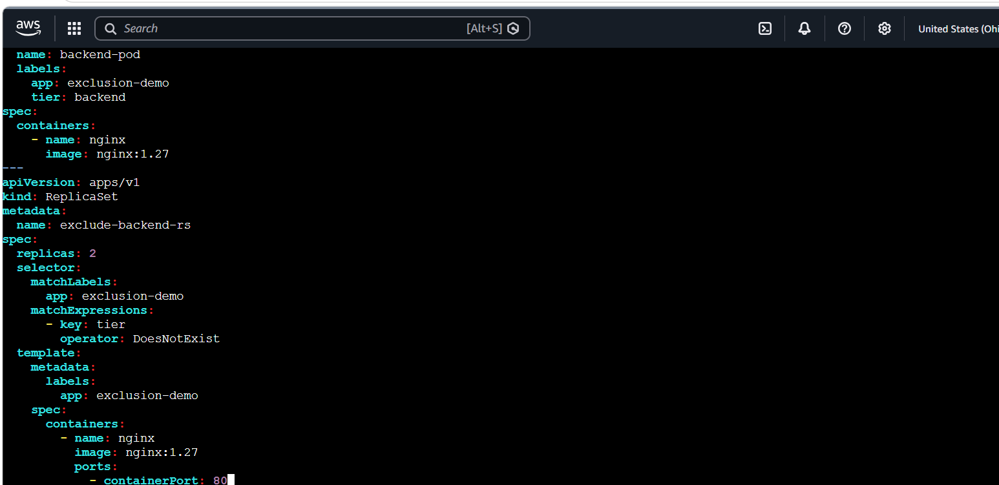 aws Search [Alt+S] United States (Ohi
  name: backend-pod
  labels:
    app: exclusion-demo
    tier: backend
spec:
  containers:
    - name: nginx
      image: nginx:1.27
---
apiVersion: apps/v1
kind: ReplicaSet
metadata:
  name: exclude-backend-rs
spec:
  replicas: 2
  selector:
    matchLabels:
      app: exclusion-demo
    matchExpressions:
      - key: tier
        operator: DoesNotExist
  template:
    metadata:
      labels:
        app: exclusion-demo
    spec:
      containers:
        - name: nginx
          image: nginx:1.27
          ports:
            - containerPort: 80